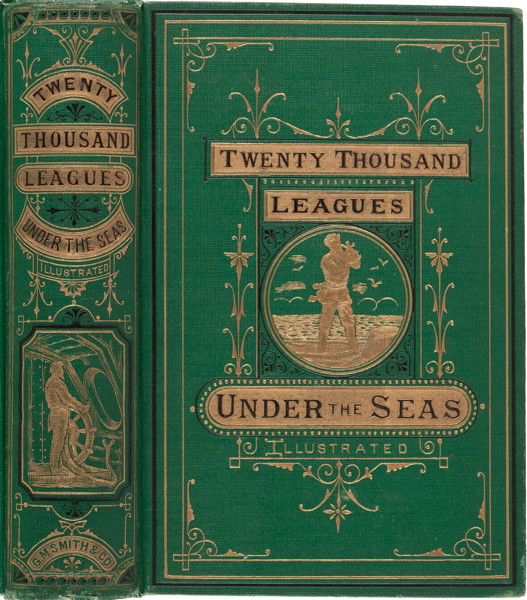 TWENTY
THOUSAND
LEAGUES
UNDER THE SEAS
ILLUSTRATED
G.M. SMITH & CO
TWENTY THOUSAND
LEAGUES
UNDER THE SEAS
ILLUSTRATED